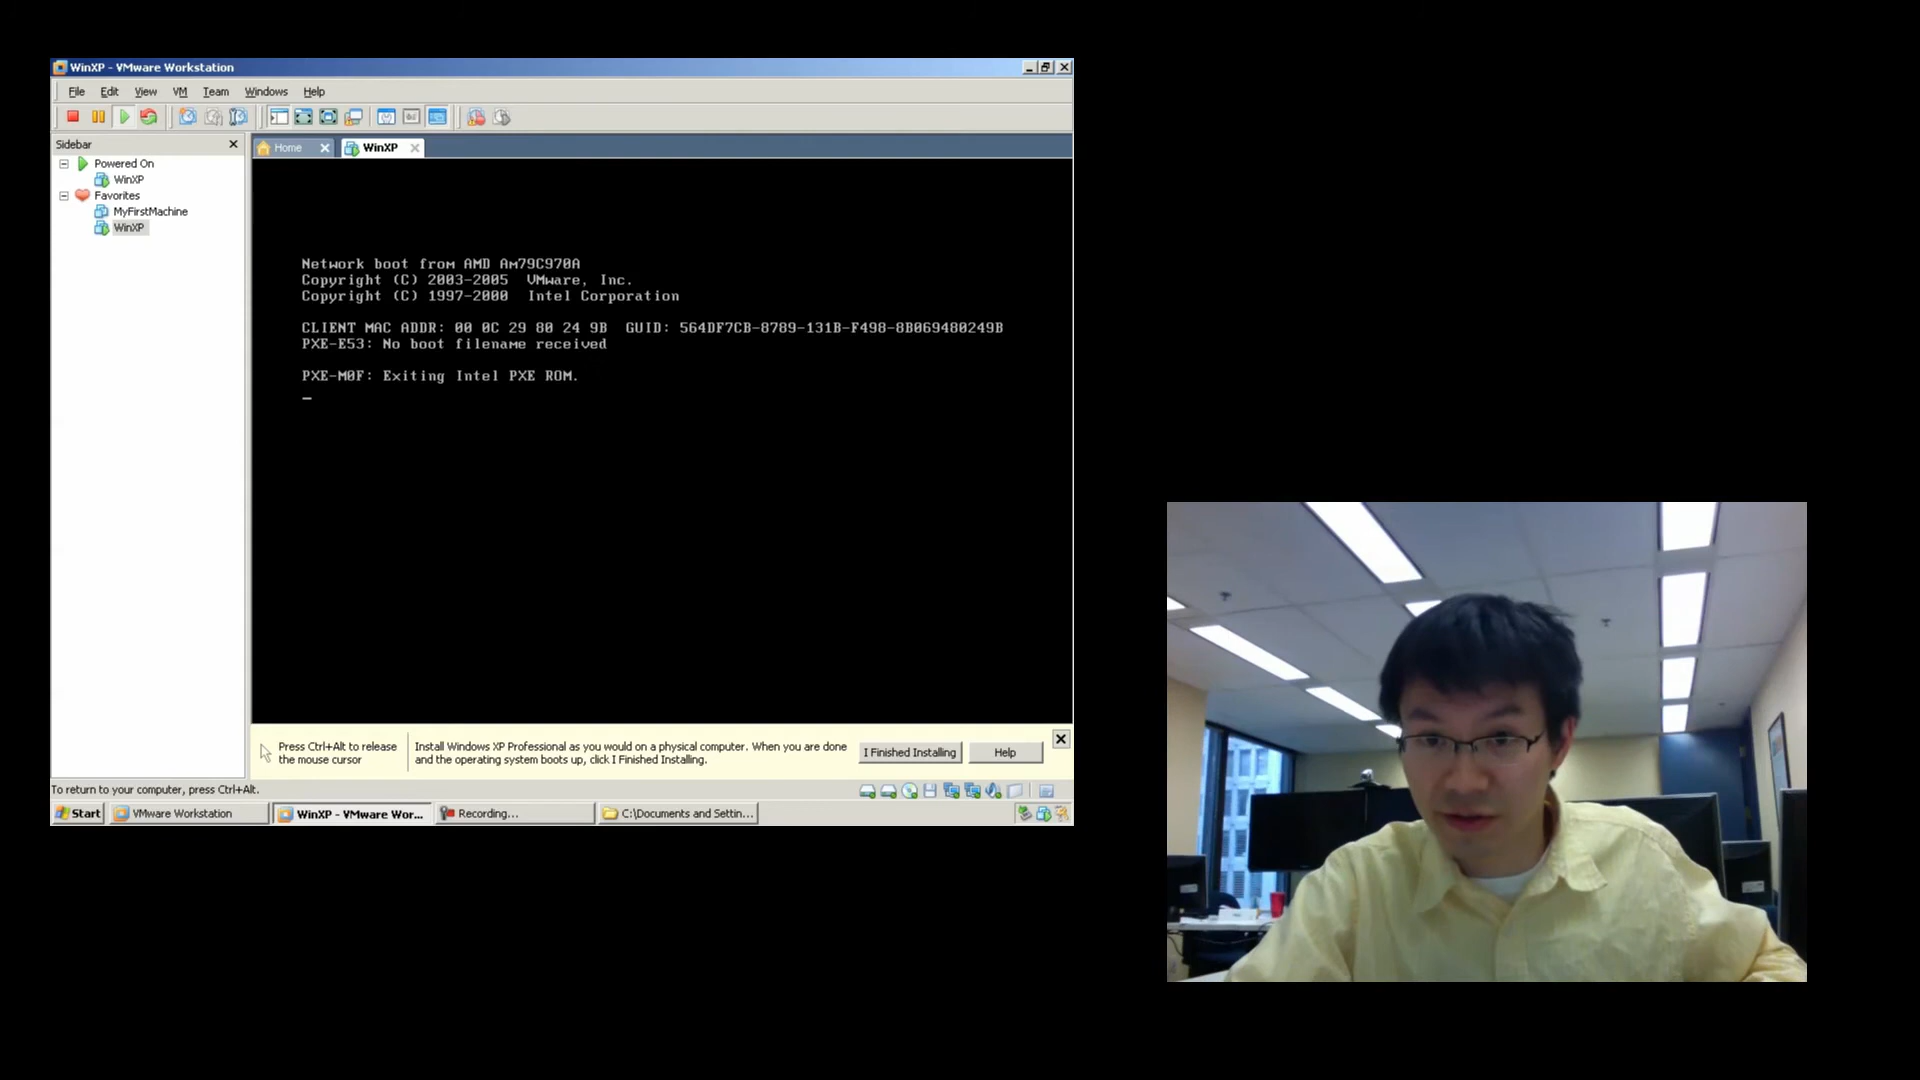 WinXP - VMware Workstation
File Edit View VM Team Windows Help
Sidebar
Home
WinXP
Powered On
WinXP
Favorites
MyFirstMachine
WinXP
Network boot from AMD Am79C970A
Copyright (C) 2003-2005  VMware, Inc.
Copyright (C) 1997-2000  Intel Corporation
CLIENT MAC ADDR: 00 0C 29 80 24 9B  GUID: 564DF7CB-8789-131B-F498-8B069480249B
PXE-E53: No boot filename received
PXE-M0F: Exiting Intel PXE ROM.
Press Ctrl+Alt to release
the mouse cursor
Install Windows XP Professional as you would on a physical computer. When you are done
and the operating system boots up, click I Finished Installing.
I Finished Installing
Help
To return to your computer, press Ctrl+Alt.
Start
VMware Workstation
WinXP - VMware Wor...
Recording...
C:\Documents and Settin...